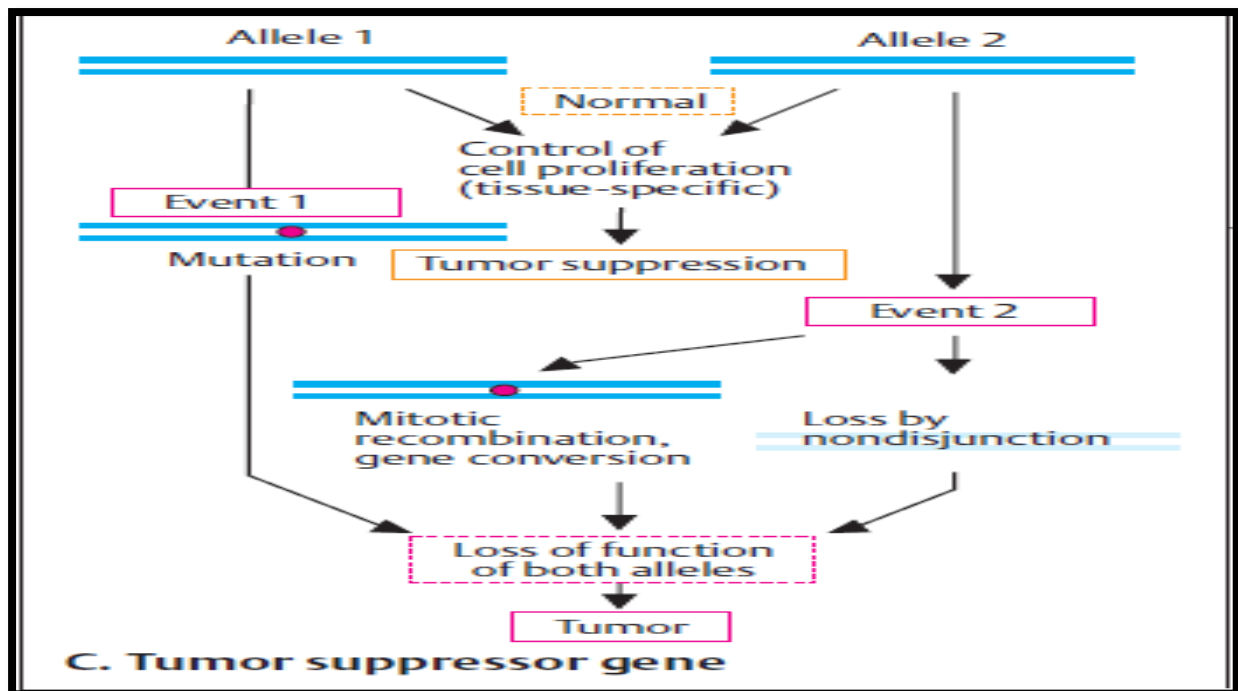 Allele 1
Allele 2
Normal
Control of
cell proliferation
(tissue-specific)
Event 1
Mutation
Tumor suppression
Event 2
Mitotic
recombination,
gene conversion
Loss by
nondisjunction
Loss of function
of both alleles
Tumor
C. Tumor suppressor gene